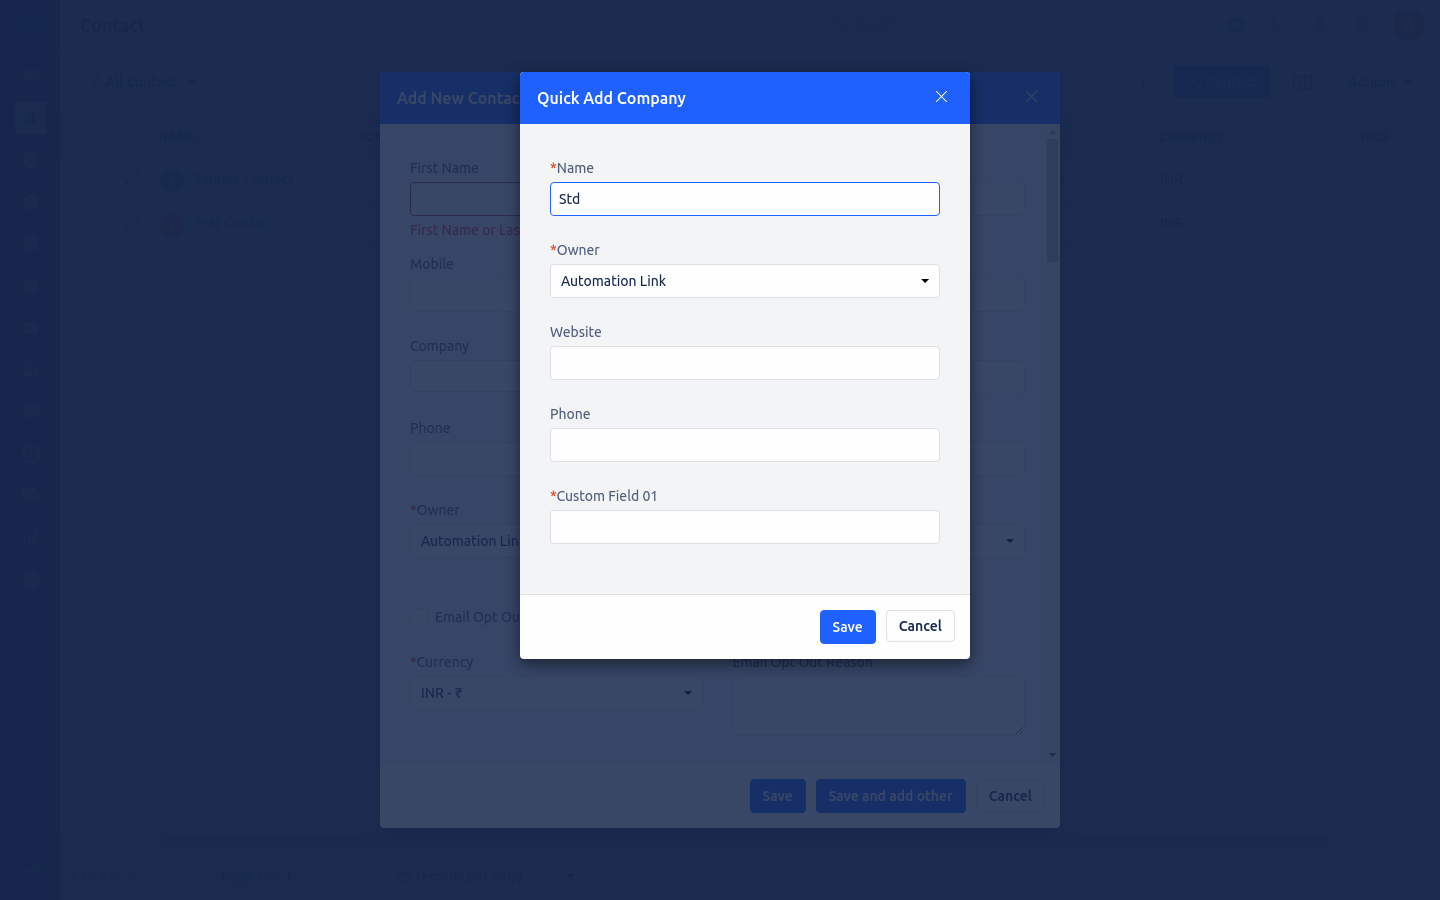 Contact
All Contact
Actions
Add New Contac
Quick Add Company
NAME
CURRENCY
TAGS
First Name
*Name
Sample Contact
INR
Std
Test Contact
INR
First Name or Las
*Owner
Mobile
Automation Link
Website
Company
Phone
Phone
*Custom Field 01
*Owner
Automation Lin
Email Opt Ou
Save
Cancel
*Currency
Email Opt Out Reason
INR - ₹
Save
Save and add other
Cancel
25 records per page